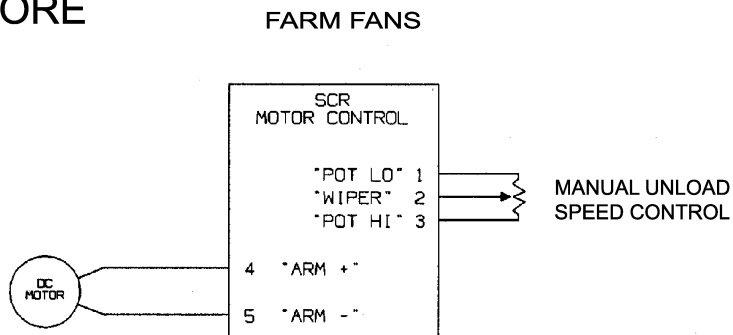 ORE
FARM FANS
SCR
MOTOR CONTROL
"POT LO" 1
"WIPER" 2
"POT HI" 3
MANUAL UNLOAD
SPEED CONTROL
4 "ARM +"
5 "ARM -"
DC
MOTOR